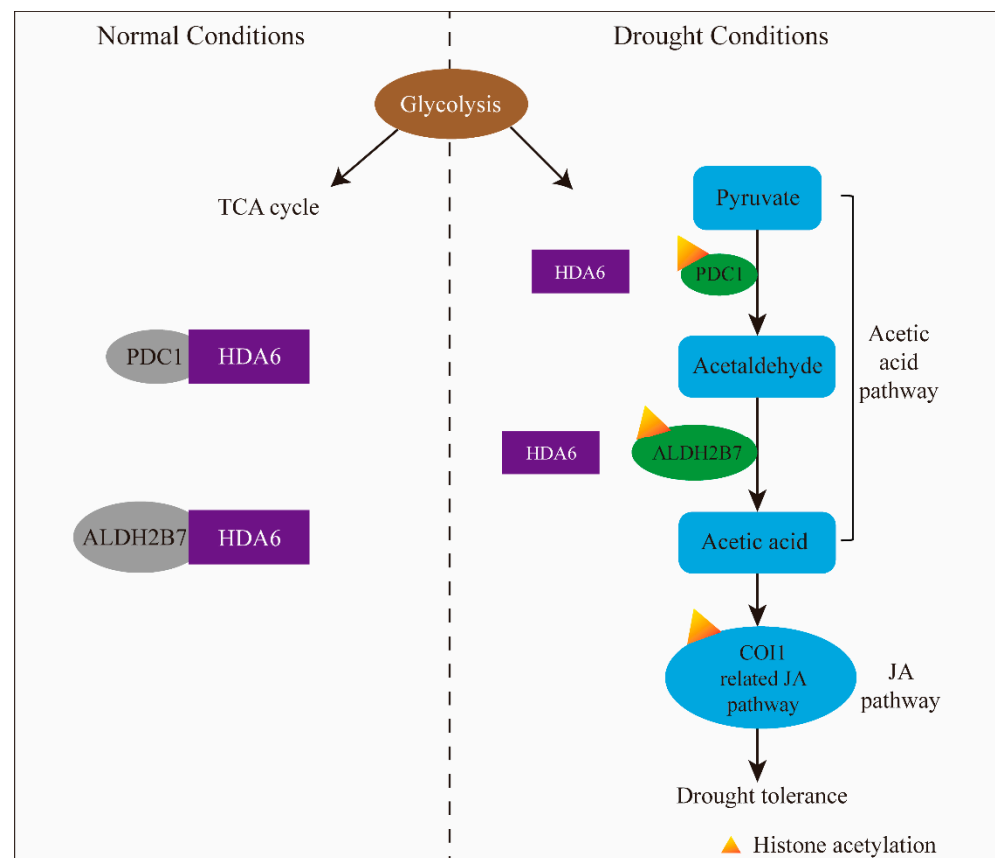 Normal Conditions
Drought Conditions
Glycolysis
TCA cycle
PDC1
HDA6
ALDH2B7
HDA6
Pyruvate
HDA6
PDC1
Acetaldehyde
HDA6
ALDH2B7
Acetic acid
Acetic
acid
pathway
COI1
related JA
pathway
JA
pathway
Drought tolerance
Histone acetylation